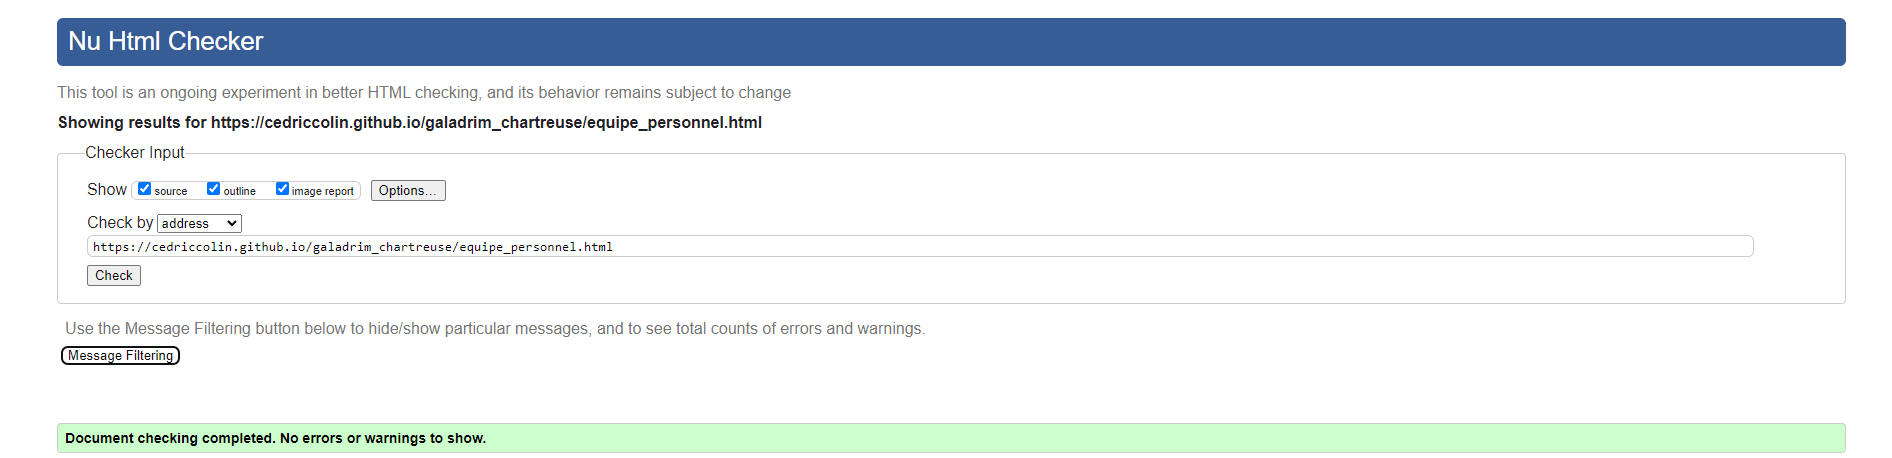 Nu Html Checker
This tool is an ongoing experiment in better HTML checking, and its behavior remains subject to change
Showing results for https://cedriccolin.github.io/galadrim_chartreuse/equipe_personnel.html
Checker Input
Show source outline image report Options...
Check by address
https://cedriccolin.github.io/galadrim_chartreuse/equipe_personnel.html
Check
Use the Message Filtering button below to hide/show particular messages, and to see total counts of errors and warnings.
Message Filtering
Document checking completed. No errors or warnings to show.